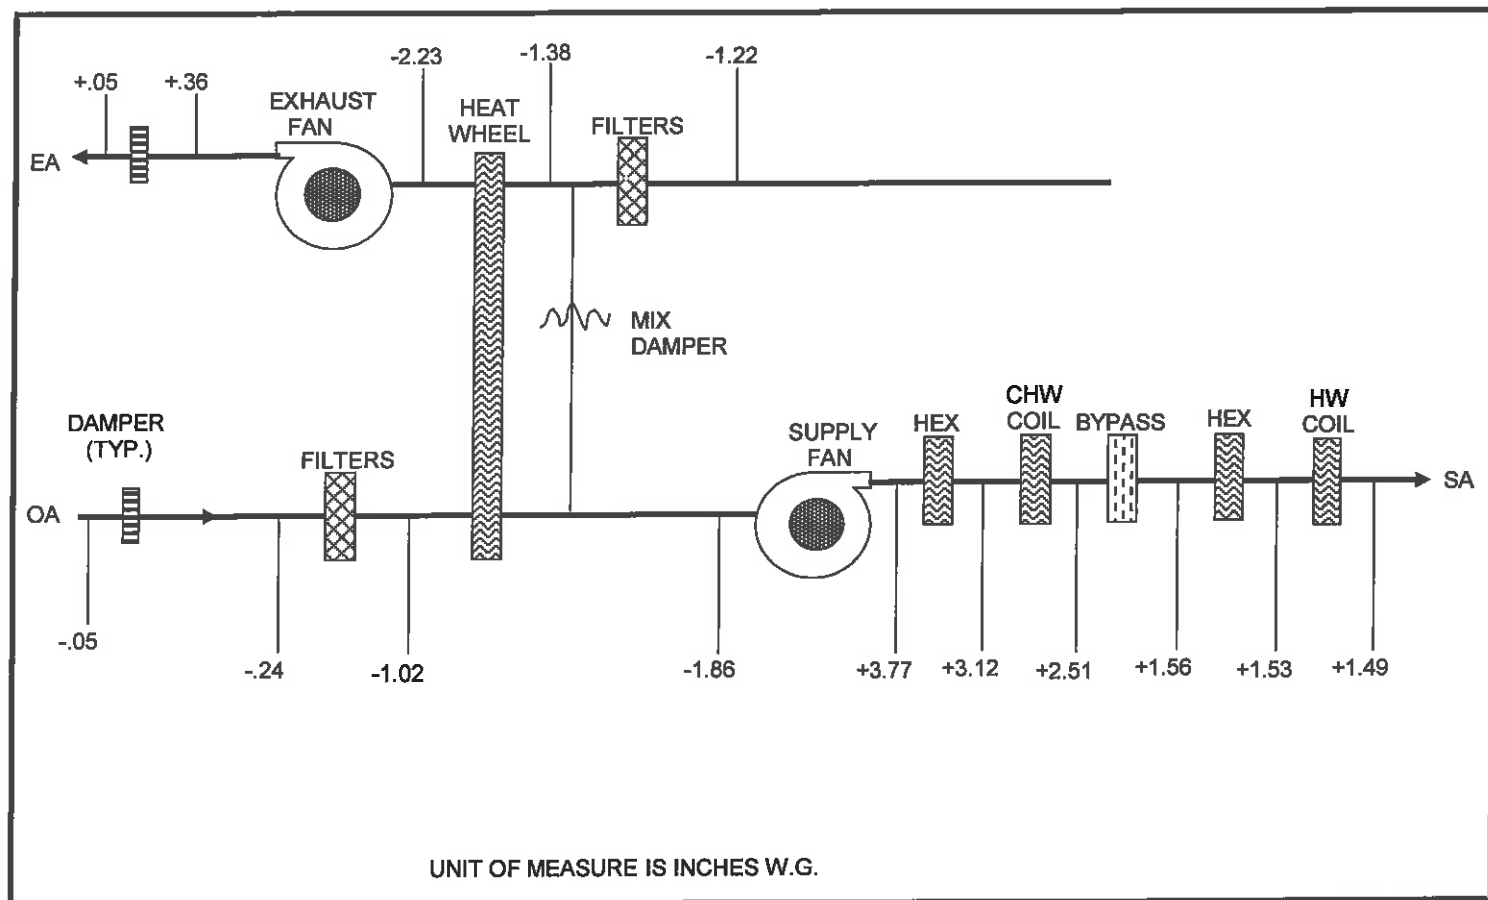 -2.23
-1.38
-1.22
+.05
+.36
EXHAUST
FAN
HEAT
WHEEL
FILTERS
EA
MIX
DAMPER
DAMPER
(TYP.)
FILTERS
OA
SUPPLY
FAN
HEX
CHW
COIL
BYPASS
HEX
HW
COIL
SA
-.05
-.24
-1.02
-1.86
+3.77
+3.12
+2.51
+1.56
+1.53
+1.49
UNIT OF MEASURE IS INCHES W.G.